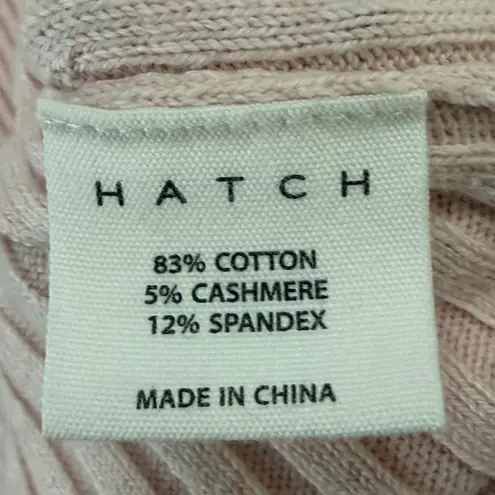 HATCH
83% COTTON
5% CASHMERE
12% SPANDEX
MADE IN CHINA